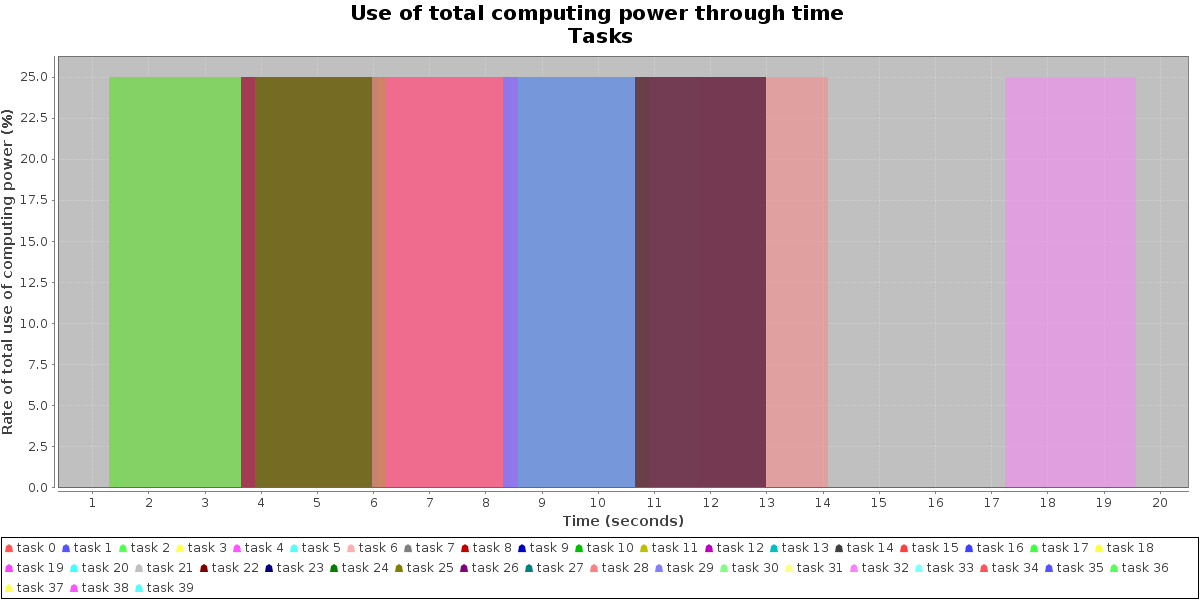 Use of total computing power through time
Tasks
Rate of total use of computing power (%)
25.0
22.5
20.0
17.5
15.0
12.5
10.0
7.5
5.0
2.5
0.0
1 2 3 4 5 6 7 8 9 10 11 12 13 14 15 16 17 18 19 20
Time (seconds)
task 0 task 1 task 2 task 3 task 4 task 5 task 6 task 7 task 8 task 9 task 10 task 11 task 12 task 13 task 14 task 15 task 16 task 17 task 18
task 19 task 20 task 21 task 22 task 23 task 24 task 25 task 26 task 27 task 28 task 29 task 30 task 31 task 32 task 33 task 34 task 35 task 36
task 37 task 38 task 39